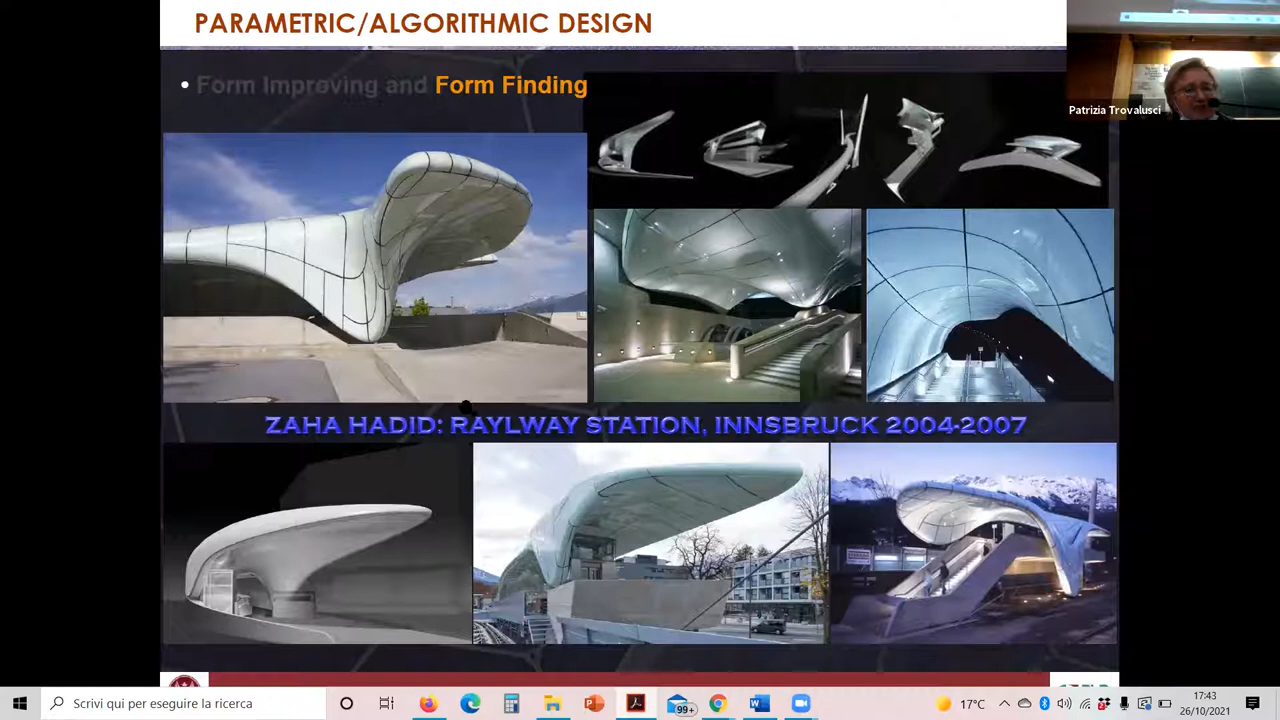 PARAMETRIC/ALGORITHMIC DESIGN
Patrizia Trovalusci
• Form Improving and Form Finding
ZAHA HADID: RAYLWAY STATION, INNSBRUCK 2004-2007
Scrivi qui per eseguire la ricerca
99+
17°C
17:43
26/10/2021